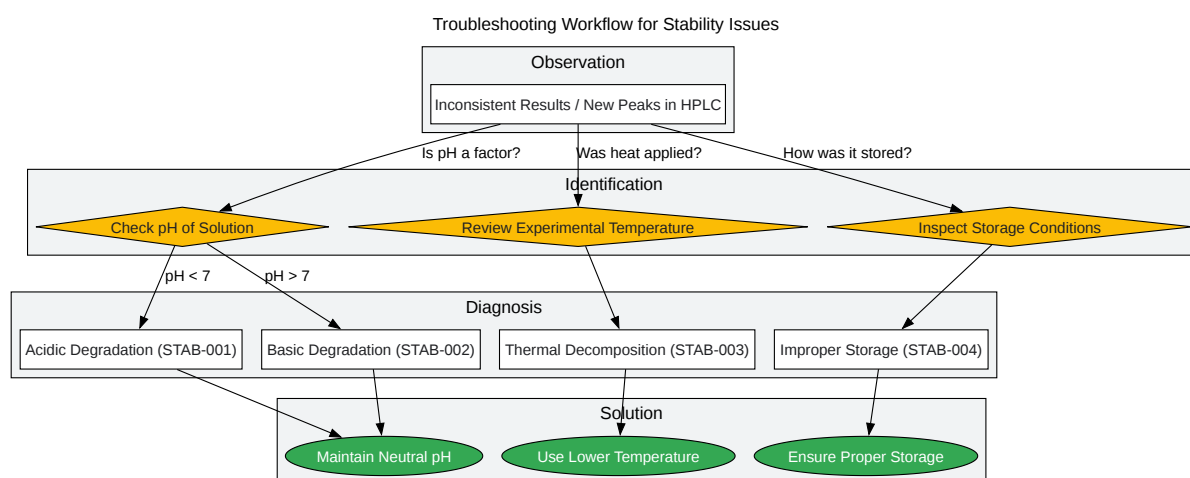 Troubleshooting Workflow for Stability Issues
Observation
Inconsistent Results / New Peaks in HPLC
Is pH a factor?
Was heat applied?
How was it stored?
Identification
Check pH of Solution
Review Experimental Temperature
Inspect Storage Conditions
pH < 7
pH > 7
Diagnosis
Acidic Degradation (STAB-001)
Basic Degradation (STAB-002)
Thermal Decomposition (STAB-003)
Improper Storage (STAB-004)
Solution
Maintain Neutral pH
Use Lower Temperature
Ensure Proper Storage